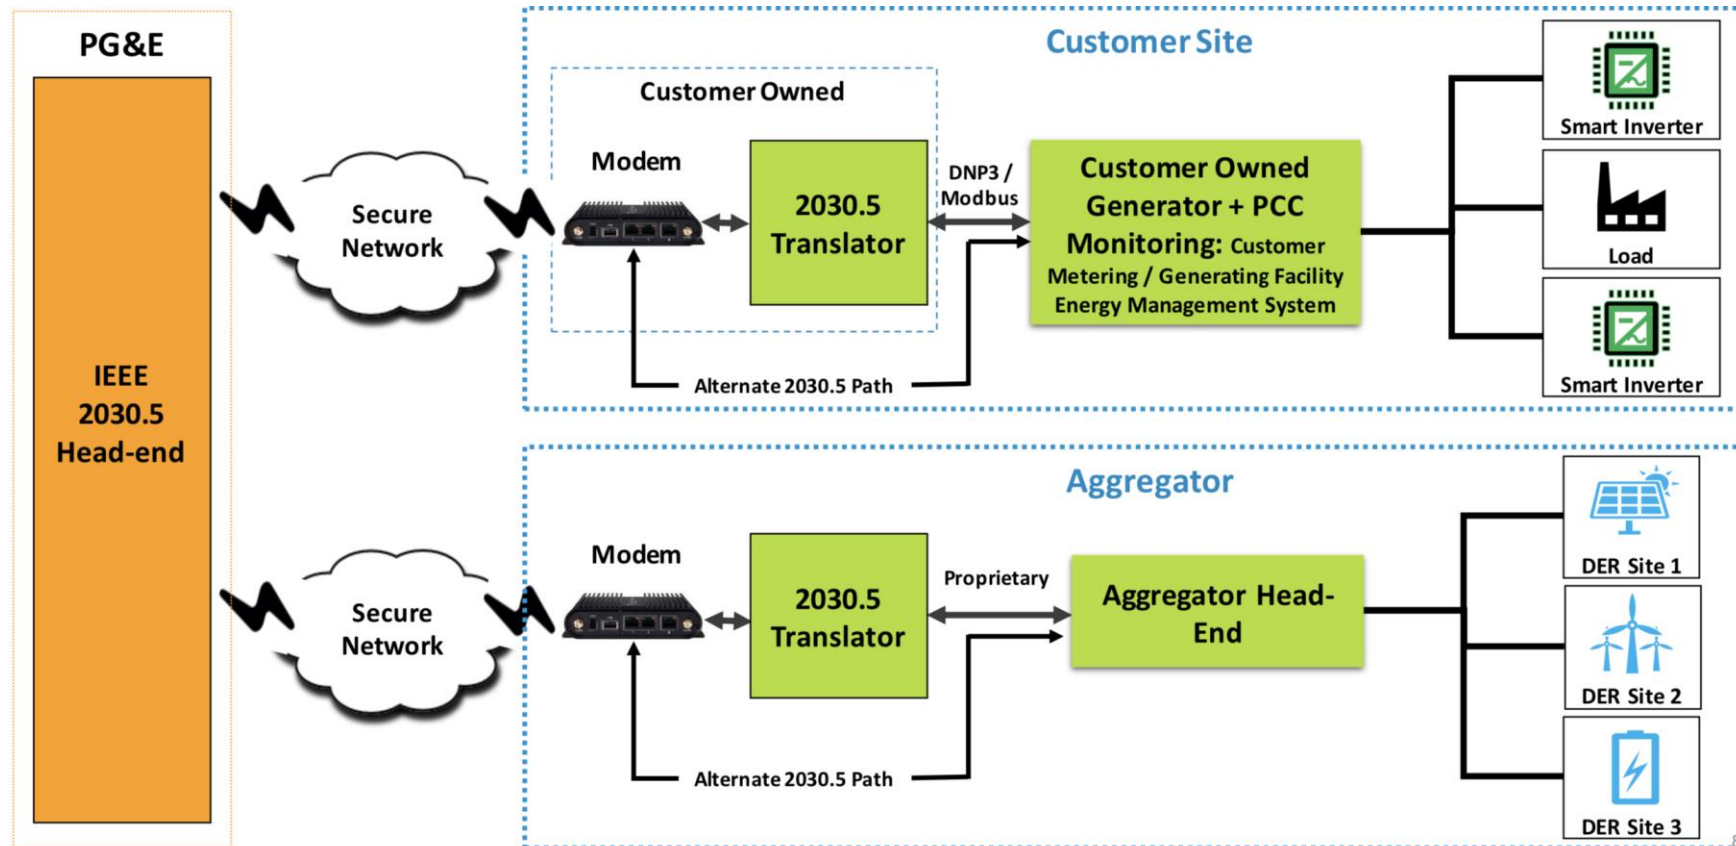 PG&E
IEEE
2030.5
Head-end
Secure
Network
Customer Site
Customer Owned
Modem
2030.5
Translator
DNP3 /
Modbus
Customer Owned
Generator + PCC
Monitoring: Customer
Metering / Generating Facility
Energy Management System
Alternate 2030.5 Path
Smart Inverter
Load
Smart Inverter
Secure
Network
Aggregator
Modem
2030.5
Translator
Proprietary
Aggregator Head-
End
Alternate 2030.5 Path
DER Site 1
DER Site 2
DER Site 3